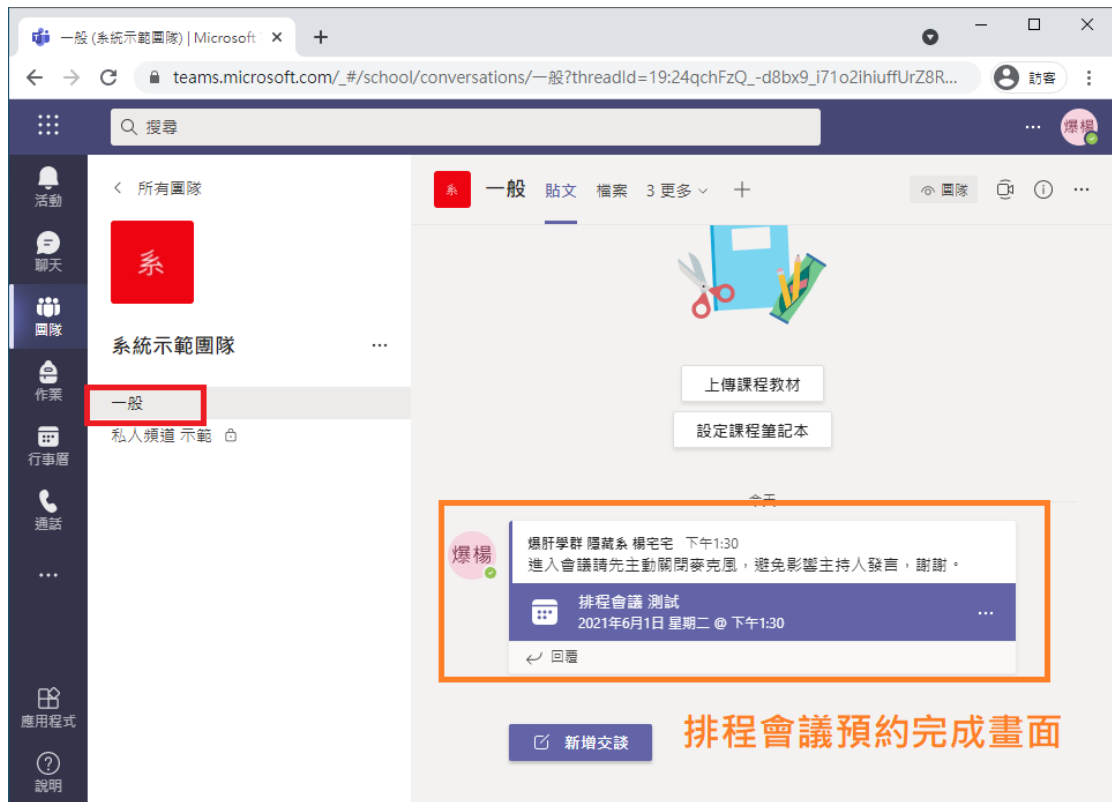 一般 (系統示範團隊) | Microsoft
teams.microsoft.com/_#/school/conversations/一般?threadId=19:24qchFzQ_-d8bx9_i71o2ihiuffUrZ8R...
訪客
搜尋
爆楊
活動
聊天
團隊
作業
行事曆
通話
應用程式
說明
所有團隊
系
系統示範團隊
一般
私人頻道 示範
系
一般 貼文 檔案 3 更多
團隊
上傳課程教材
設定課程筆記本
今天
爆楊
爆肝學群 隱藏系 楊宅宅 下午1:30
進入會議請先主動關閉麥克風,避免影響主持人發言,謝謝。
排程會議 測試
2021年6月1日 星期二 @ 下午1:30
回覆
新增交談
排程會議預約完成畫面